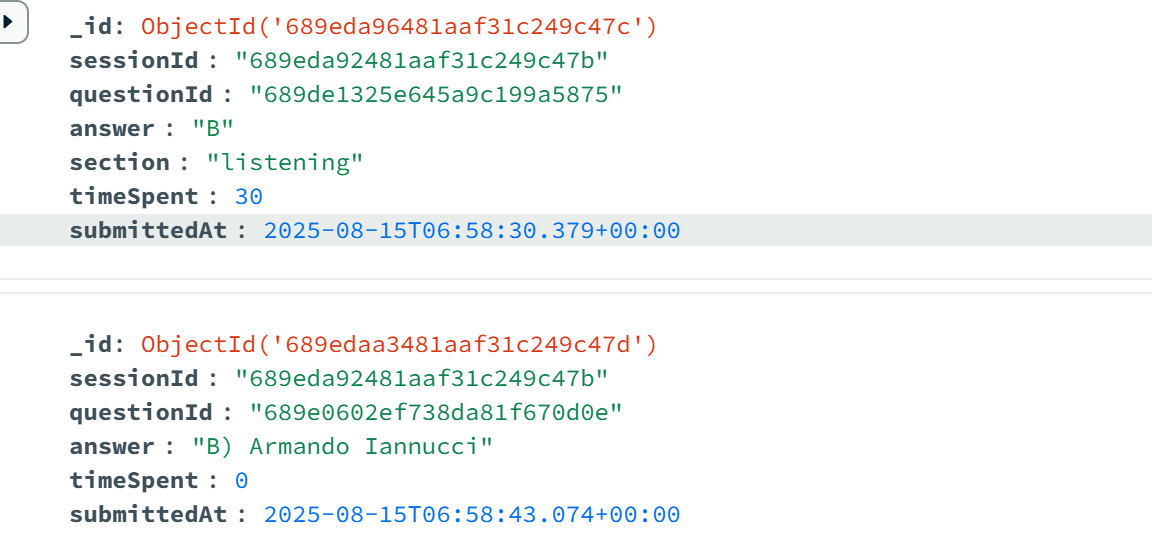 _id: ObjectId('689eda96481aaf31c249c47c')
sessionId : "689eda92481aaf31c249c47b"
questionId : "689de1325e645a9c199a5875"
answer : "B"
section : "listening"
timeSpent : 30
submittedAt : 2025-08-15T06:58:30.379+00:00
_id: ObjectId('689edaa3481aaf31c249c47d')
sessionId : "689eda92481aaf31c249c47b"
questionId : "689e0602ef738da81f670d0e"
answer : "B) Armando Iannucci"
timeSpent : 0
submittedAt : 2025-08-15T06:58:43.074+00:00